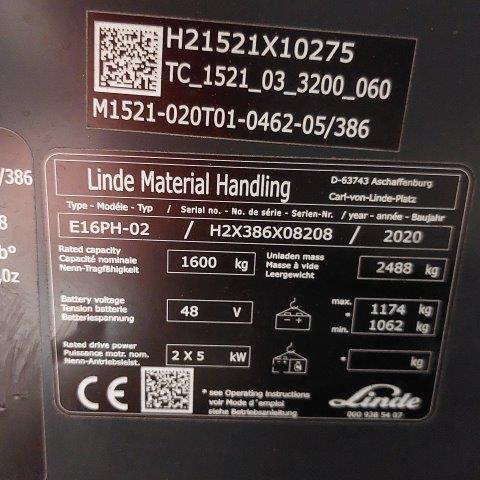 H21521X10275
TC_1521_03_3200_060
M1521-020T01-0462-05/386
/386
8
b°
,0z
Linde Material Handling
D-63743 Aschaffenburg
Carl-von-Linde-Platz
Type - Modéle - Typ / Serial no. - No. de série - Serien-Nr. / year - année - Baujahr
E16PH-02 / H2X386X08208 / 2020
Rated capacity
Capacité nominale
Nenn-Tragfähigkeit
1600 kg
Unladen mass
Masse à vide
Leergewicht
2488 kg
Battery voltage
Tension batterie
Batteriespannung
48 V
- +
max. * 1174 kg
min. 1062 kg
Rated drive power
Puissance motr. nom.
Nenn-Antriebsleist.
2 X 5 kW
* kg
CE
* see Operating Instructions
voir Mode d'emploi
siehe Betriebsanleitung
Linde
000 938 54 07